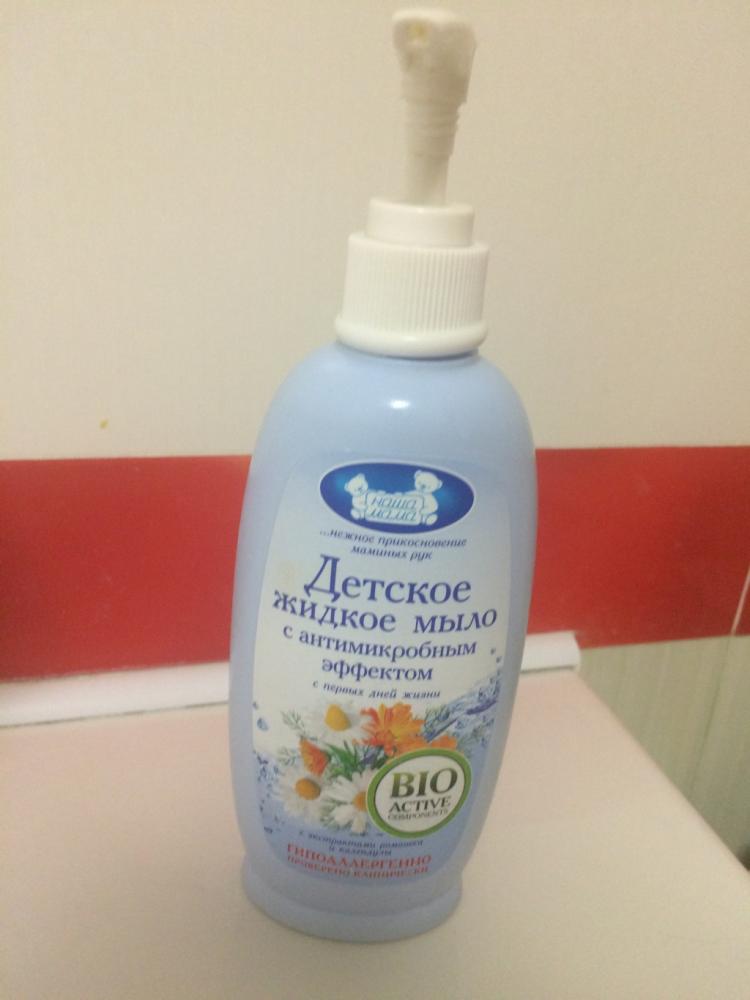 наша
мама
...нежное прикосновение
маминых рук
Детское
жидкое мыло
с антимикробным
эффектом
с первых дней жизни
BIO
ACTIVE
COMPONENTS
с экстрактами ромашки
и календулы
ГИПОАЛЛЕРГЕННО
ПРОВЕРЕНО КЛИНИЧЕСКИ